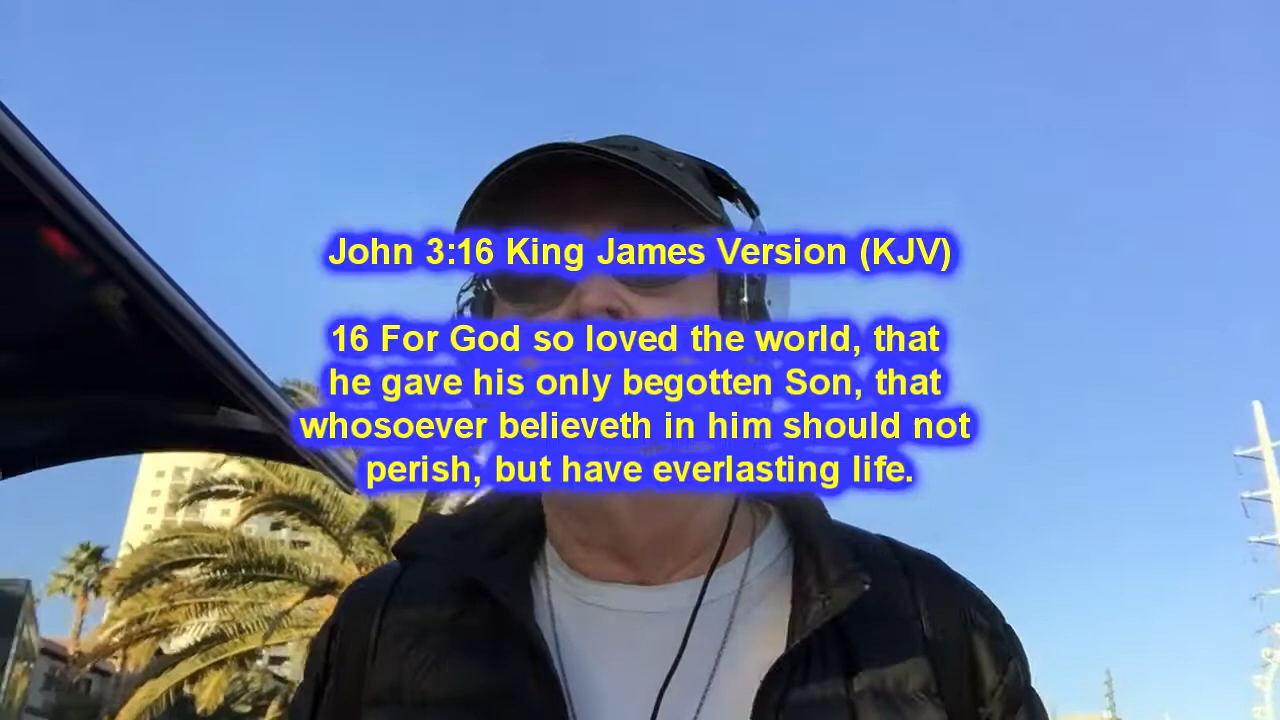 John 3:16 King James Version (KJV)
16 For God so loved the world, that
he gave his only begotten Son, that
whosoever believeth in him should not
perish, but have everlasting life.